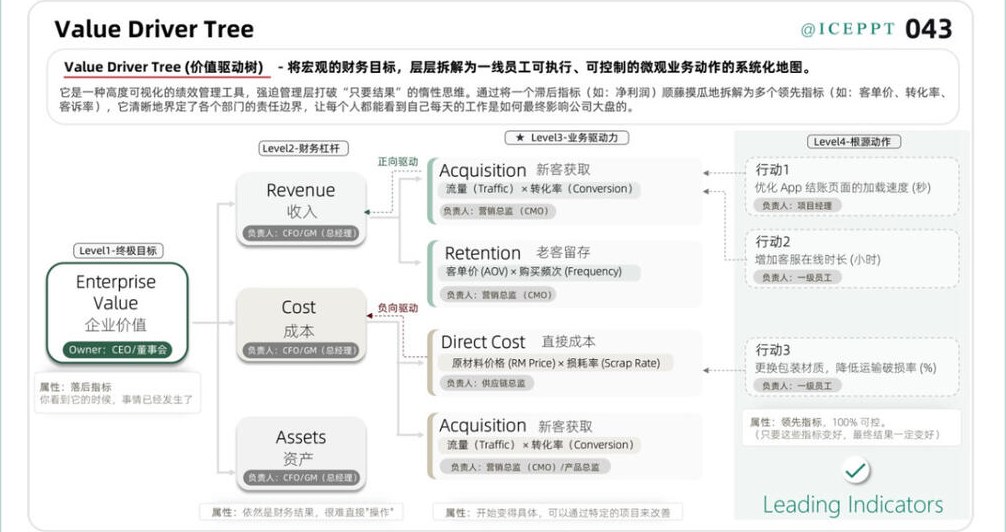 Value Driver Tree
@ICEPPT 043
Value Driver Tree (价值驱动树) - 将宏观的财务目标，层层拆解为一线员工可执行、可控制的微观业务动作的系统化地图。
它是一种高度可视化的绩效管理工具，强迫管理层打破“只要结果”的惰性思维。通过将一个滞后指标（如：净利润）顺藤摸瓜地拆解为多个领先指标（如：客单价、转化率、
客诉率），它清晰地界定了各个部门的责任边界，让每个人都能看到自己每天的工作是如何最终影响公司大盘的。
Level1-终极目标
Enterprise
Value
企业价值
Owner：CEO/董事会
属性：落后指标
你看到它的时候，事情已经发生了
Level2-财务杠杆
Revenue
收入
负责人：CFO/GM（总经理）
Cost
成本
负责人：CFO/GM（总经理）
Assets
资产
负责人：CFO/GM（总经理）
属性：依然是财务结果，很难直接"操作"
正向驱动
负向驱动
★ Level3-业务驱动力
Acquisition 新客获取
流量（Traffic）× 转化率（Conversion）
负责人：营销总监（CMO）
Retention 老客留存
客单价 (AOV) × 购买频次 (Frequency)
负责人：营销总监（CMO）
Direct Cost 直接成本
原材料价格 (RM Price) × 损耗率 (Scrap Rate)
负责人：供应链总监
Acquisition 新客获取
流量（Traffic）× 转化率（Conversion）
负责人：营销总监（CMO）/产品总监
属性：开始变得具体，可以通过特定的项目来改善
Level4-根源动作
行动1
优化 App 结账页面的加载速度 (秒)
负责人：项目经理
行动2
增加客服在线时长 (小时)
负责人：一级员工
行动3
更换包装材质，降低运输破损率 (%)
负责人：一级员工
属性：领先指标，100% 可控。
（只要这些指标变好，最终结果一定变好）
Leading Indicators